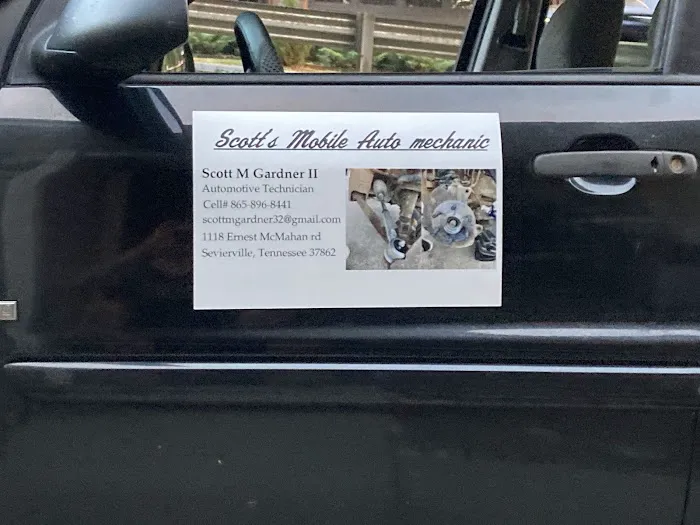 Scott's Mobile Auto mechanic
Scott M Gardner II
Automotive Technician
Cell# 865-896-8441
scottmgardner32@gmail.com
1118 Ernest McMahan rd
Sevierville, Tennessee 37862